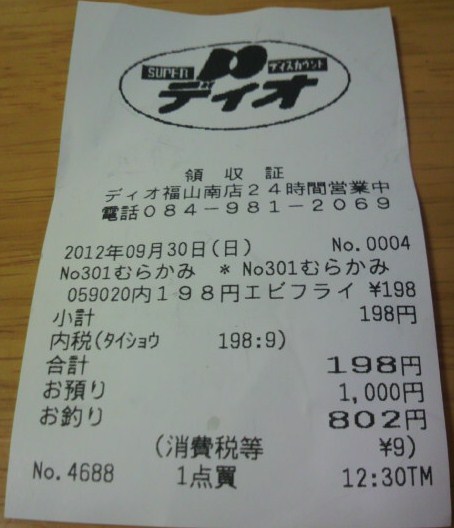 SUPER ディスカウント
ディオ
領収証
ディオ福山南店24時間営業中
電話084-981-2069
2012年09月30日(日) No.0004
No301むらかみ * No301むらかみ
059020内198円エビフライ ¥198
小計 198円
内税(タイショウ 198:9)
合計 198円
お預り 1,000円
お釣り 802円
(消費税等 ¥9)
No.4688 1点買 12:30TM